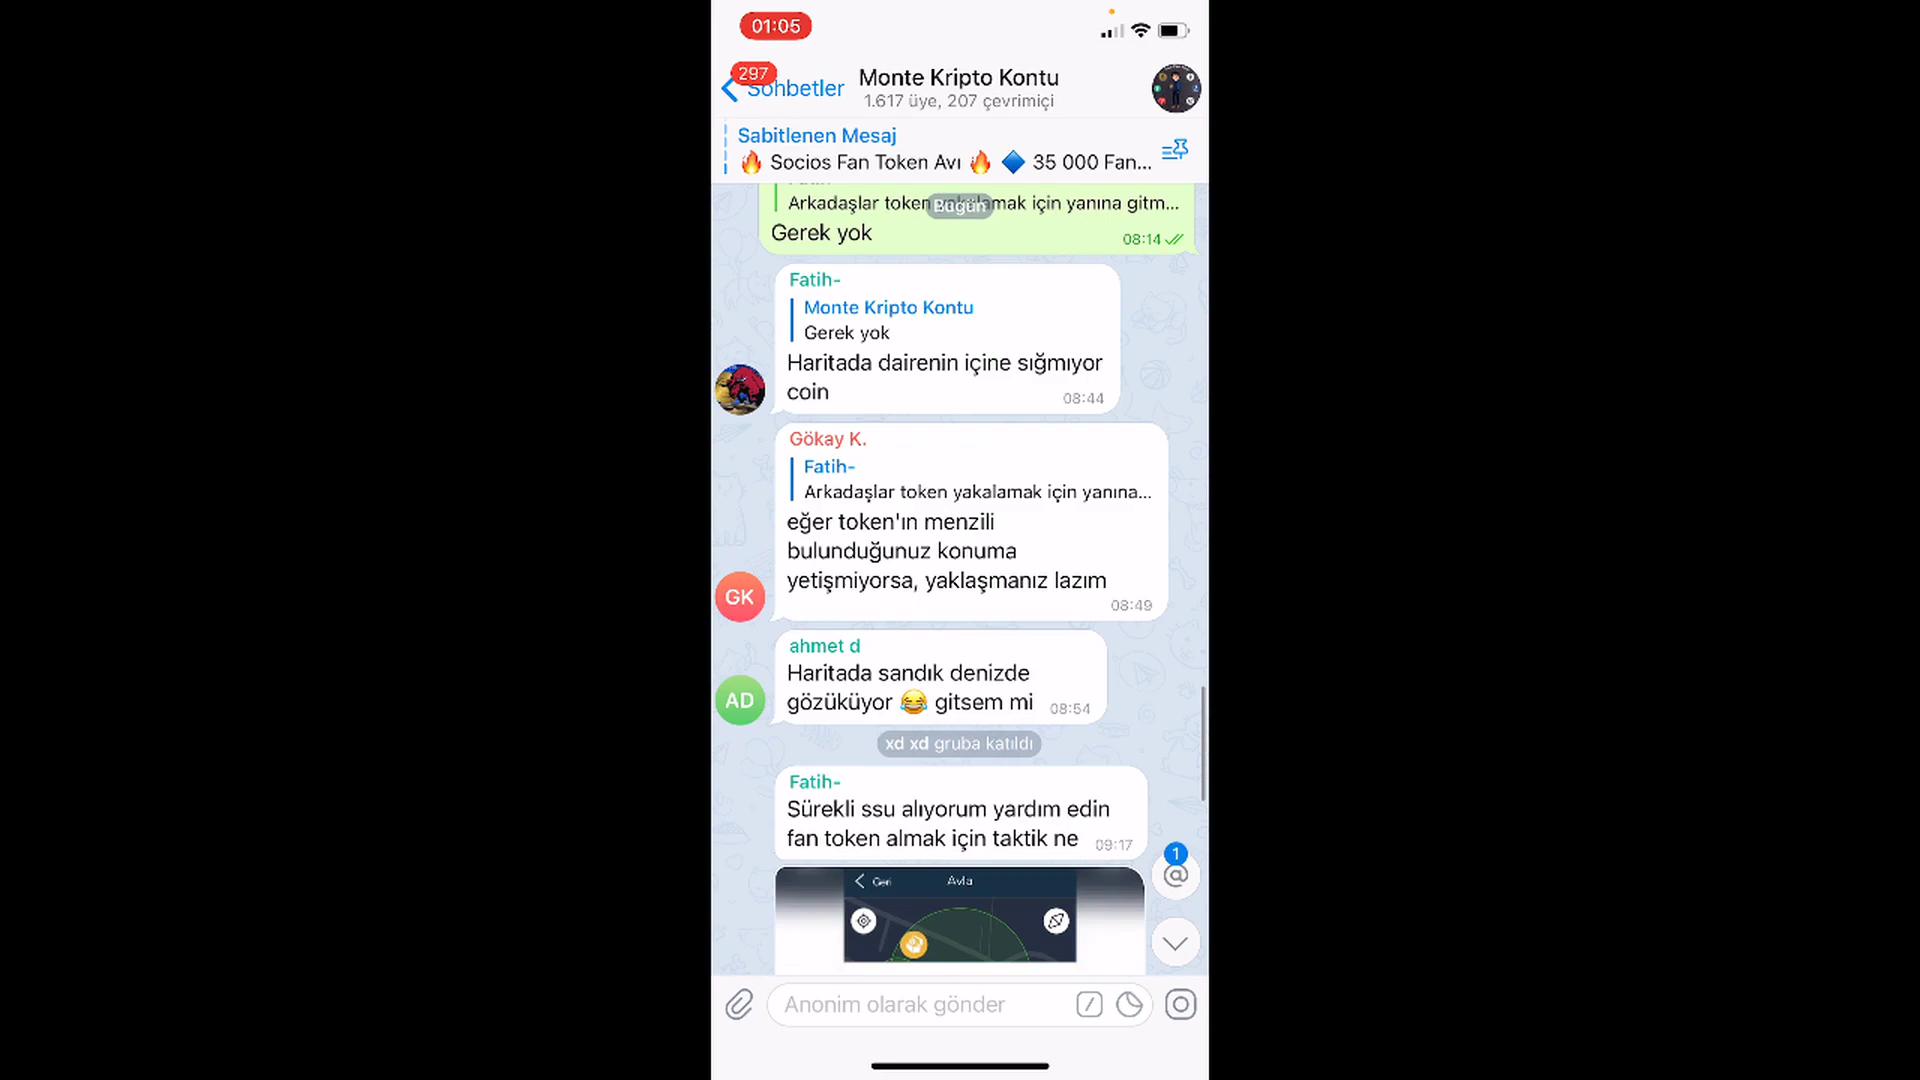 01:05
297
Sohbetler
Monte Kripto Kontu
1.617 üye, 207 çevrimiçi
Sabitlenen Mesaj
🔥 Socios Fan Token Avı 🔥 🔷 35 000 Fan...
Bugün
Arkadaşlar token yakalamak için yanına gitm...
Gerek yok
08:14
Fatih-
Monte Kripto Kontu
Gerek yok
Haritada dairenin içine sığmıyor
coin
08:44
Gökay K.
Fatih-
Arkadaşlar token yakalamak için yanına...
eğer token'ın menzili
bulunduğunuz konuma
yetişmiyorsa, yaklaşmanız lazım
08:49
GK
ahmet d
Haritada sandık denizde
gözüküyor 😂 gitsem mi
08:54
AD
xd xd gruba katıldı
Fatih-
Sürekli ssu alıyorum yardım edin
fan token almak için taktik ne
09:17
1
@
Geri
Avla
Anonim olarak gönder